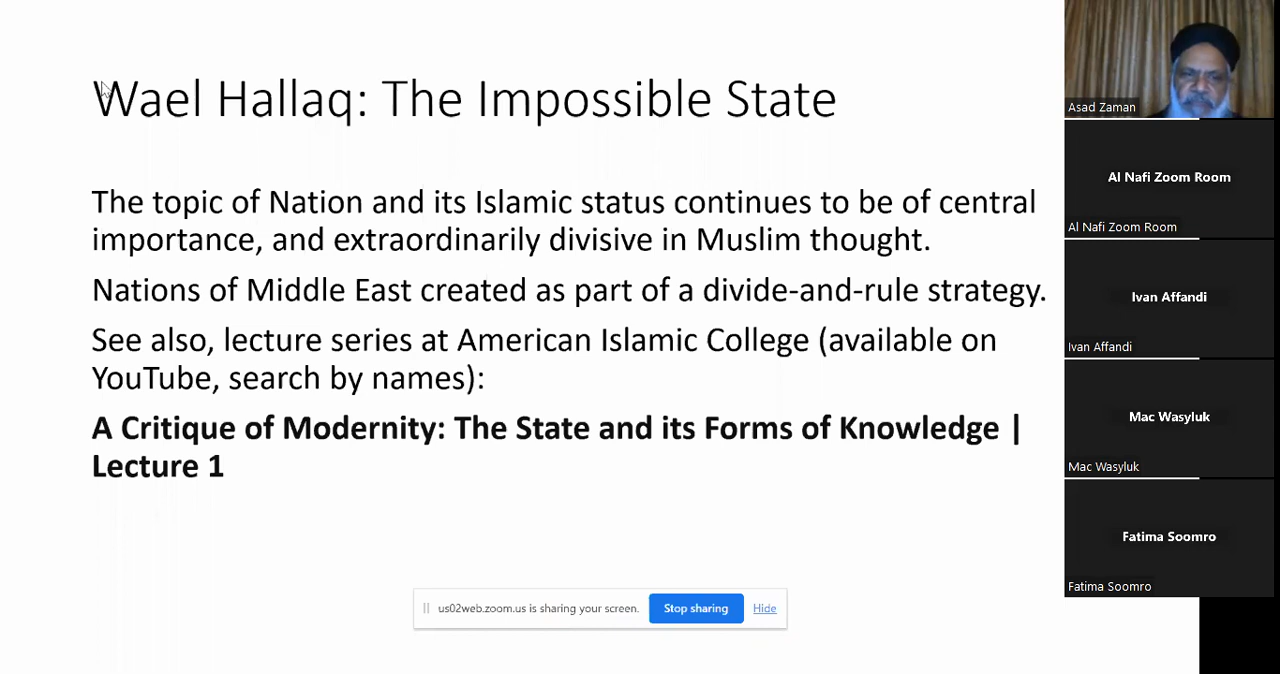 Wael Hallaq: The Impossible State
The topic of Nation and its Islamic status continues to be of central
importance, and extraordinarily divisive in Muslim thought.
Nations of Middle East created as part of a divide-and-rule strategy.
See also, lecture series at American Islamic College (available on
YouTube, search by names):
A Critique of Modernity: The State and its Forms of Knowledge |
Lecture 1
us02web.zoom.us is sharing your screen.
Stop sharing
Hide
Asad Zaman
Al Nafi Zoom Room
Al Nafi Zoom Room
Ivan Affandi
Ivan Affandi
Mac Wasyluk
Mac Wasyluk
Fatima Soomro
Fatima Soomro